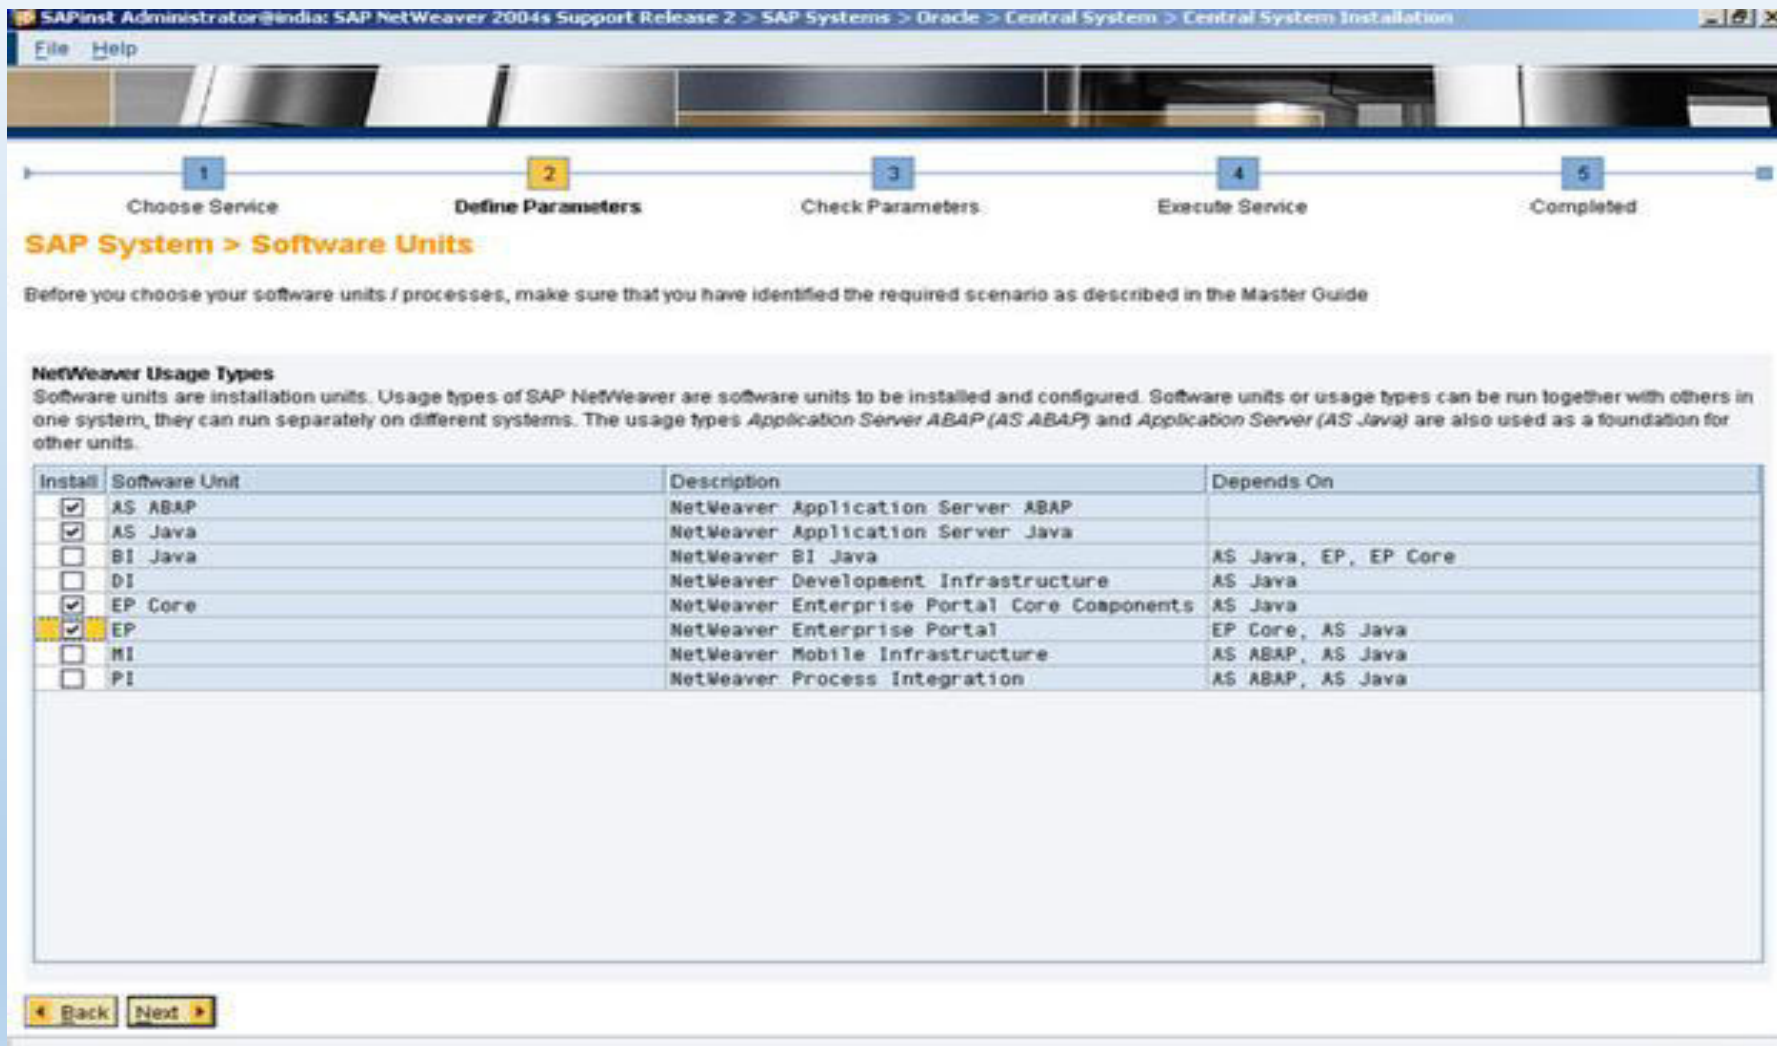 SAPinst Administrator@india: SAP NetWeaver 2004s Support Release 2 > SAP Systems > Oracle > Central System > Central System Installation
File Help
1 2 3 4 5
Choose Service Define Parameters Check Parameters Execute Service Completed
SAP System > Software Units
Before you choose your software units / processes, make sure that you have identified the required scenario as described in the Master Guide
NetWeaver Usage Types
Software units are installation units. Usage types of SAP NetWeaver are software units to be installed and configured. Software units or usage types can be run together with others in
one system, they can run separately on different systems. The usage types Application Server ABAP (AS ABAP) and Application Server (AS Java) are also used as a foundation for
other units.
Install Software Unit Description Depends On
AS ABAP NetWeaver Application Server ABAP
AS Java NetWeaver Application Server Java
BI Java NetWeaver BI Java AS Java, EP, EP Core
DI NetWeaver Development Infrastructure AS Java
EP Core NetWeaver Enterprise Portal Core Components AS Java
EP NetWeaver Enterprise Portal EP Core, AS Java
MI NetWeaver Mobile Infrastructure AS ABAP, AS Java
PI NetWeaver Process Integration AS ABAP, AS Java
Back Next